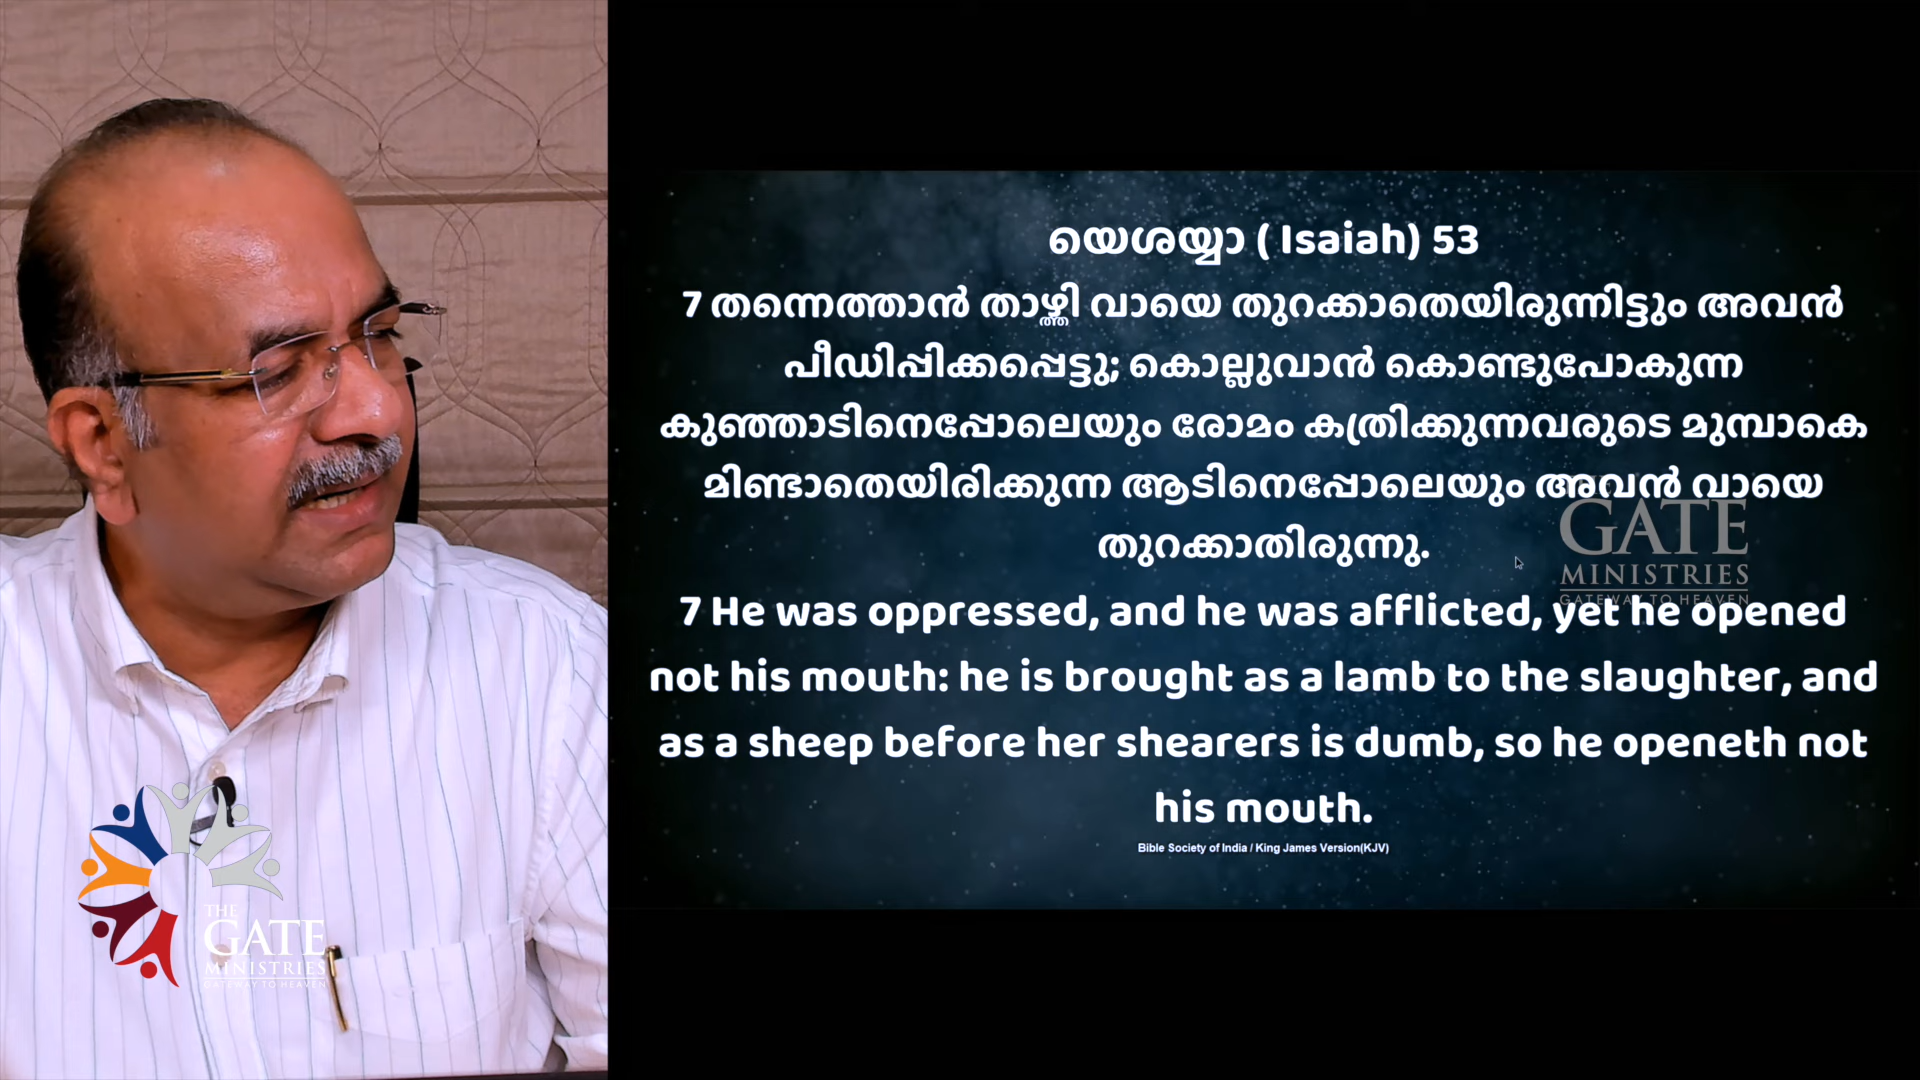 യെശയ്യാ ( Isaiah) 53
7 തന്നെത്താൻ താഴ്ത്തി വായെ തുറക്കാതെയിരുന്നിട്ടും അവൻ
പീഡിപ്പിക്കപ്പെട്ടു; കൊല്ലുവാൻ കൊണ്ടുപോകുന്ന
കുഞ്ഞാടിനെപ്പോലെയും രോമം കത്രിക്കുന്നവരുടെ മുമ്പാകെ
മിണ്ടാതെയിരിക്കുന്ന ആടിനെപ്പോലെയും അവൻ വായെ
തുറക്കാതിരുന്നു.
7 He was oppressed, and he was afflicted, yet he opened
not his mouth: he is brought as a lamb to the slaughter, and
as a sheep before her shearers is dumb, so he openeth not
his mouth.
Bible Society of India / King James Version(KJV)
GATE
MINISTRIES
GATEWAY TO HEAVEN
THE
GATE
MINISTRIES
GATEWAY TO HEAVEN